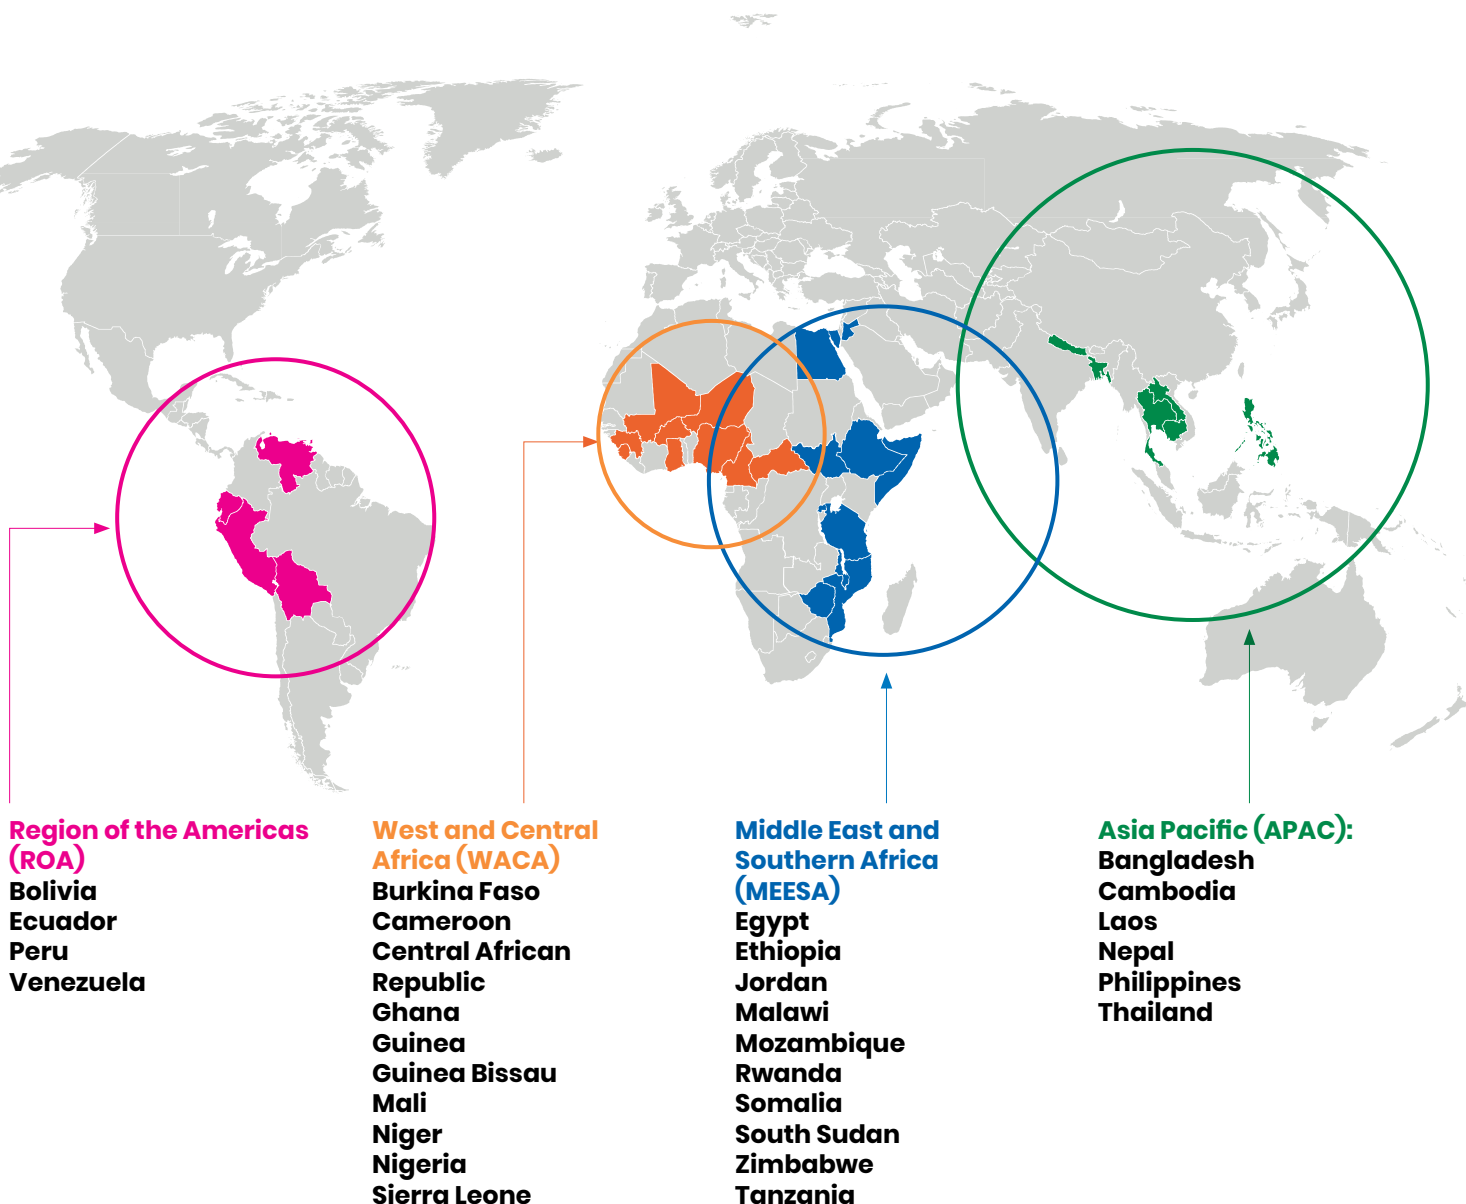 Region of the Americas
(ROA)
Bolivia
Ecuador
Peru
Venezuela
West and Central
Africa (WACA)
Burkina Faso
Cameroon
Central African
Republic
Ghana
Guinea
Guinea Bissau
Mali
Niger
Nigeria
Sierra Leone
Middle East and
Southern Africa
(MEESA)
Egypt
Ethiopia
Jordan
Malawi
Mozambique
Rwanda
Somalia
South Sudan
Zimbabwe
Tanzania
Asia Pacific (APAC):
Bangladesh
Cambodia
Laos
Nepal
Philippines
Thailand